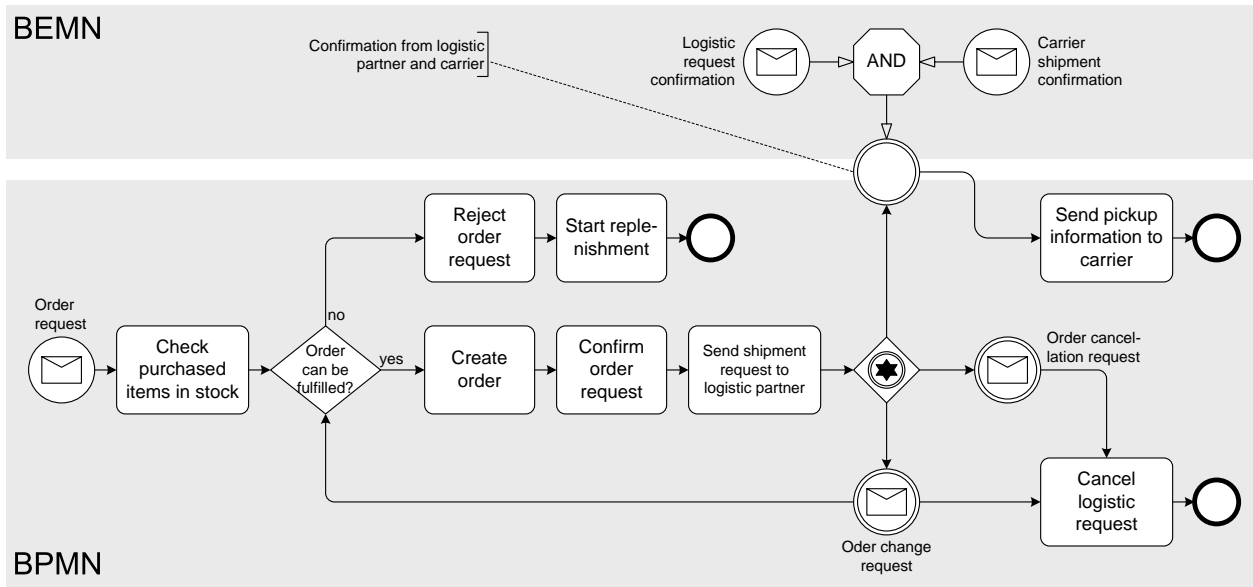 BEMN
Confirmation from logistic
partner and carrier
Logistic
request
confirmation
AND
Carrier
shipment
confirmation
Reject
order
request
Start reple-
nishment
Send pickup
information to
carrier
Order
request
Check
purchased
items in stock
no
Order
can be
fulfilled?
yes
Create
order
Confirm
order
request
Send shipment
request to
logistic partner
Order cancel-
lation request
Cancel
logistic
request
Oder change
request
BPMN